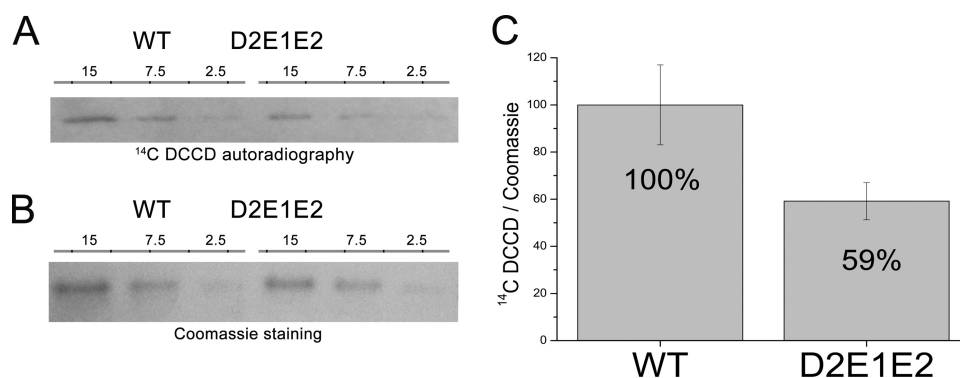 A
WT D2E1E2
15 7.5 2.5 15 7.5 2.5
¹⁴C DCCD autoradiography
B
WT D2E1E2
15 7.5 2.5 15 7.5 2.5
Coomassie staining
C
¹⁴C DCCD / Coomassie
120
100
80
60
40
20
0
100%
59%
WT D2E1E2